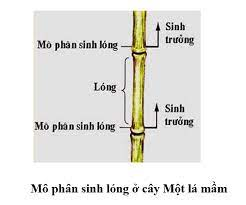 Sinh
trưởng
Mô phân sinh lóng
Lóng
Sinh
trưởng
Mô phân sinh lóng
Mô phân sinh lóng ở cây Một lá mầm